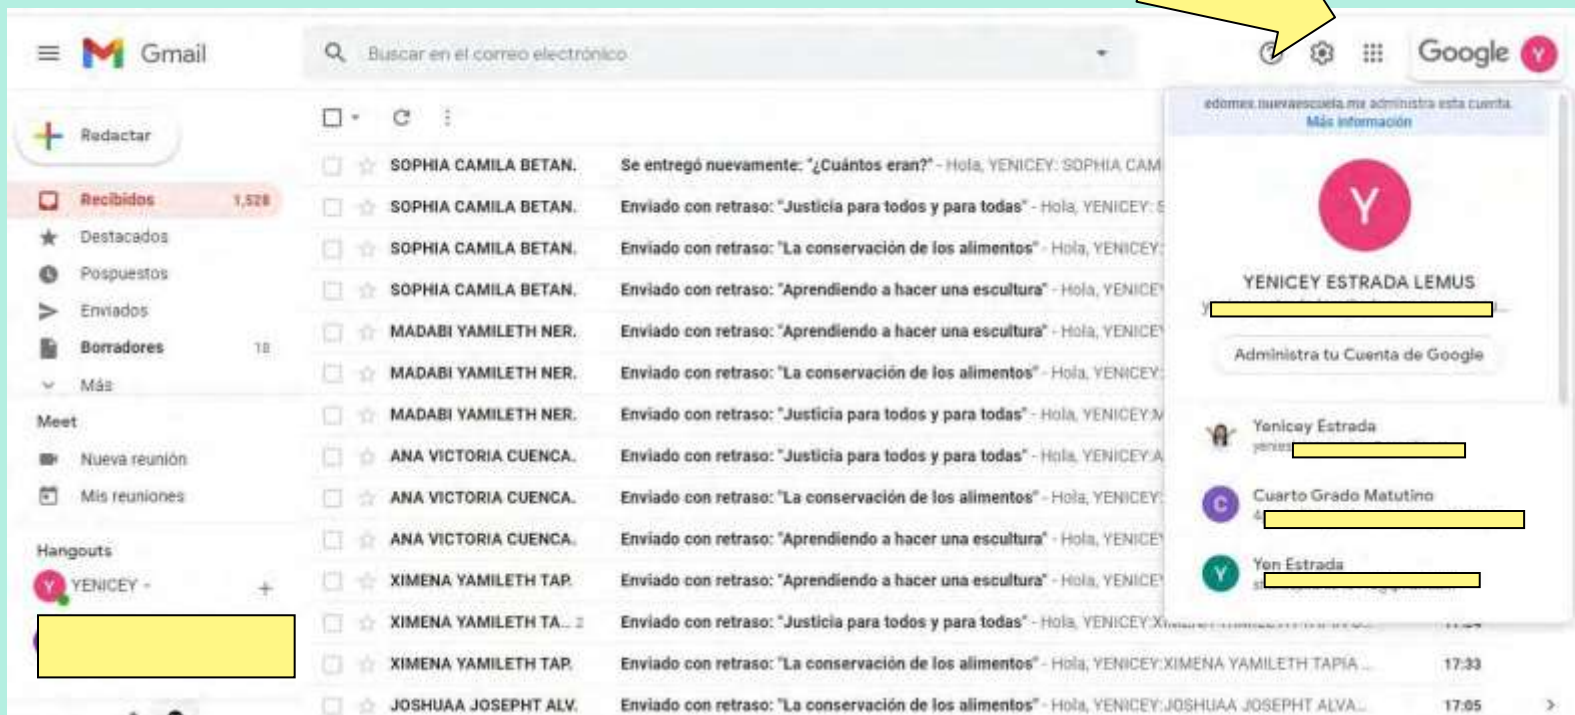 Gmail
Buscar en el correo electrónico
Google
Y
Redactar
Recibidos 1,528
Destacados
Pospuestos
Enviados
Borradores 18
Más
Meet
Nueva reunión
Mis reuniones
Hangouts
Y YENICEY
SOPHIA CAMILA BETAN. Se entregó nuevamente: "¿Cuántos eran?" - Hola, YENICEY: SOPHIA CAM
SOPHIA CAMILA BETAN. Enviado con retraso: "Justicia para todos y para todas" - Hola, YENICEY: S
SOPHIA CAMILA BETAN. Enviado con retraso: "La conservación de los alimentos" - Hola, YENICEY:
SOPHIA CAMILA BETAN. Enviado con retraso: "Aprendiendo a hacer una escultura" - Hola, YENICEY
MADABI YAMILETH NER. Enviado con retraso: "Aprendiendo a hacer una escultura" - Hola, YENICEY
MADABI YAMILETH NER. Enviado con retraso: "La conservación de los alimentos" - Hola, YENICEY:
MADABI YAMILETH NER. Enviado con retraso: "Justicia para todos y para todas" - Hola, YENICEY:M
ANA VICTORIA CUENCA. Enviado con retraso: "Justicia para todos y para todas" - Hola, YENICEY:A
ANA VICTORIA CUENCA. Enviado con retraso: "La conservación de los alimentos" - Hola, YENICEY:
ANA VICTORIA CUENCA. Enviado con retraso: "Aprendiendo a hacer una escultura" - Hola, YENICEY
XIMENA YAMILETH TAP. Enviado con retraso: "Aprendiendo a hacer una escultura" - Hola, YENICEY
XIMENA YAMILETH TA... 2 Enviado con retraso: "Justicia para todos y para todas" - Hola,
XIMENA YAMILETH TAP. Enviado con retraso: "La conservación de los alimentos" - Hola, YENICEY:XIMENA YAMILETH TAPIA ... 17:33
JOSHUAA JOSEPHT ALV. Enviado con retraso: "La conservación de los alimentos" - Hola, YENICEY:JOSHUAA JOSEPHT ALVA... 17:05
edomex.nuevaescuela.mx administra esta cuenta.
Más información
Y
YENICEY ESTRADA LEMUS
Administra tu Cuenta de Google
Yenicey Estrada
C Cuarto Grado Matutino
Y Yen Estrada